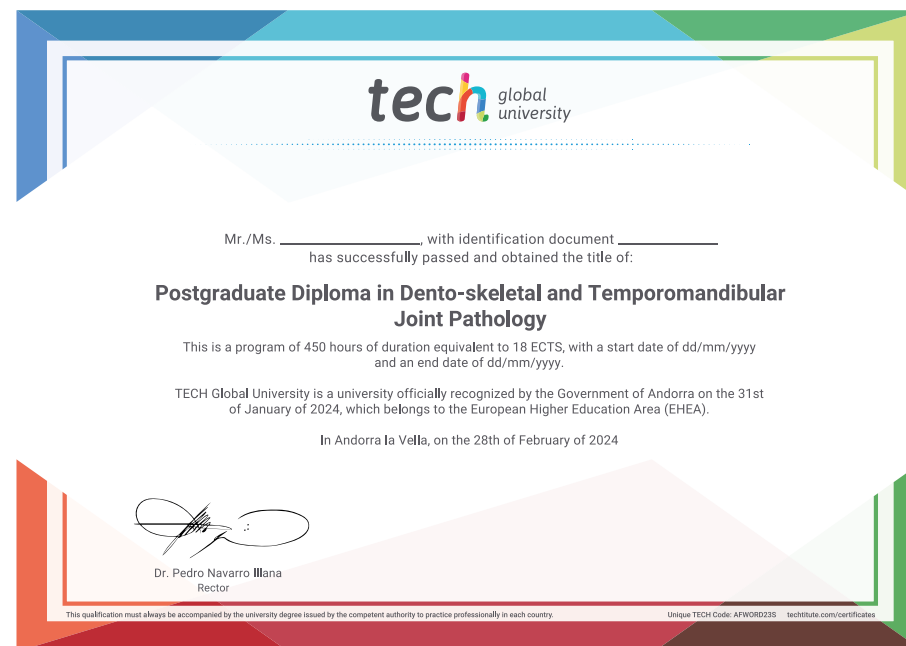 tech global
university
Mr./Ms. ____________, with identification document ____________
has successfully passed and obtained the title of:
Postgraduate Diploma in Dento-skeletal and Temporomandibular
Joint Pathology
This is a program of 450 hours of duration equivalent to 18 ECTS, with a start date of dd/mm/yyyy
and an end date of dd/mm/yyyy.
TECH Global University is a university officially recognized by the Government of Andorra on the 31st
of January of 2024, which belongs to the European Higher Education Area (EHEA).
In Andorra la Vella, on the 28th of February of 2024
Dr. Pedro Navarro Illana
Rector
This qualification must always be accompanied by the university degree issued by the competent authority to practice professionally in each country.
Unique TECH Code: AFWORD23S techtitute.com/certificates